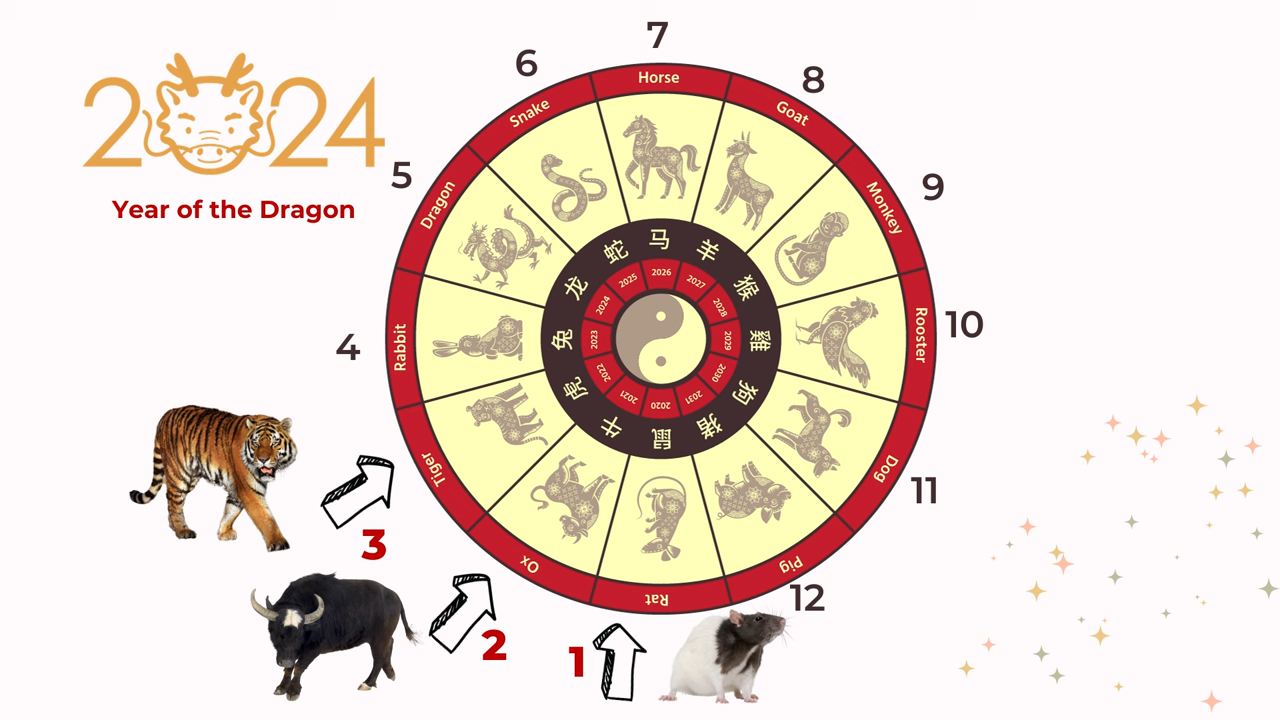 2024
Year of the Dragon
1
2
3
4
5
6
7
8
9
10
11
12
Rat
Ox
Tiger
Rabbit
Dragon
Snake
Horse
Goat
Monkey
Rooster
Dog
Pig
鼠
牛
虎
兔
龙
蛇
马
羊
猴
雞
狗
猪
2020
2021
2022
2023
2024
2025
2026
2027
2028
2029
2030
2031